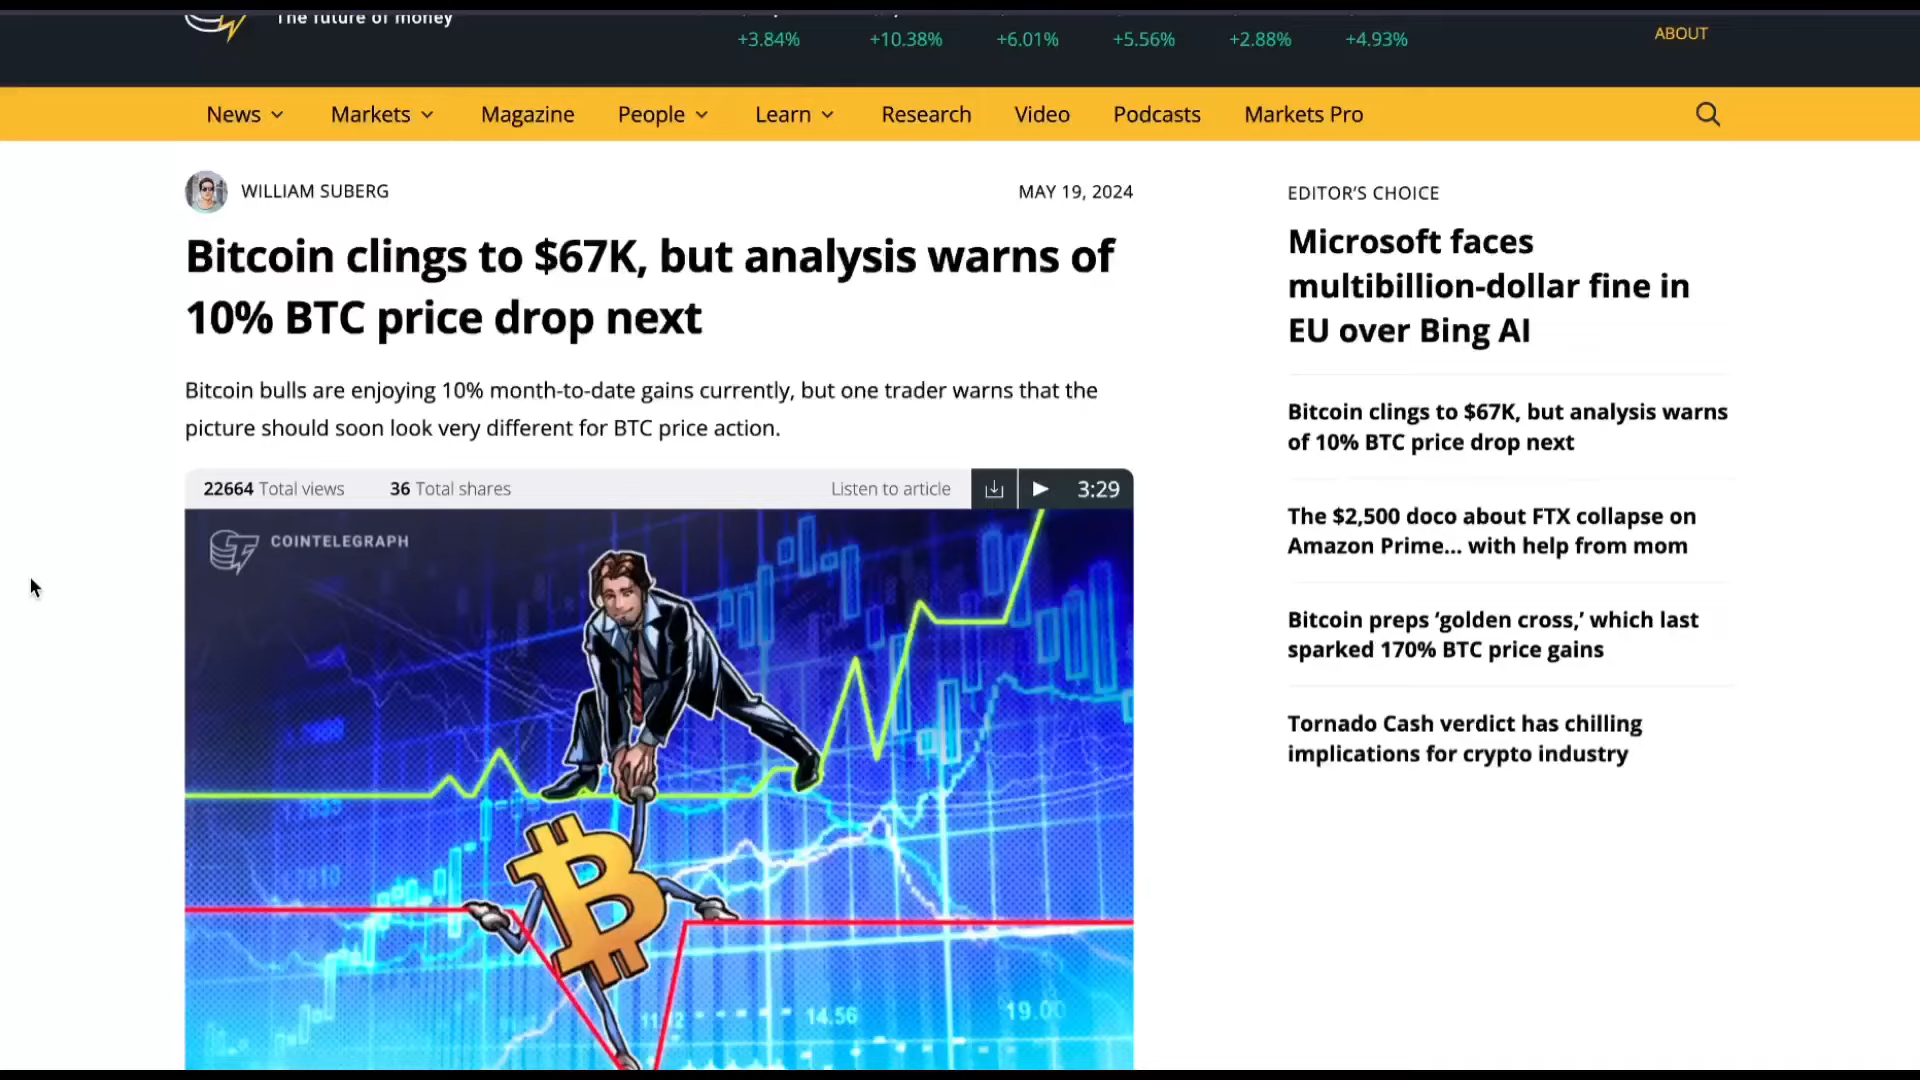 The future of money
+3.84% +10.38% +6.01% +5.56% +2.88% +4.93%
ABOUT
News Markets Magazine People Learn Research Video Podcasts Markets Pro
WILLIAM SUBERG
MAY 19, 2024
Bitcoin clings to $67K, but analysis warns of
10% BTC price drop next
Bitcoin bulls are enjoying 10% month-to-date gains currently, but one trader warns that the
picture should soon look very different for BTC price action.
22664 Total views 36 Total shares Listen to article 3:29
COINTELEGRAPH
14.56 19.00
EDITOR’S CHOICE
Microsoft faces
multibillion-dollar fine in
EU over Bing AI
Bitcoin clings to $67K, but analysis warns
of 10% BTC price drop next
The $2,500 doco about FTX collapse on
Amazon Prime... with help from mom
Bitcoin preps ‘golden cross,’ which last
sparked 170% BTC price gains
Tornado Cash verdict has chilling
implications for crypto industry